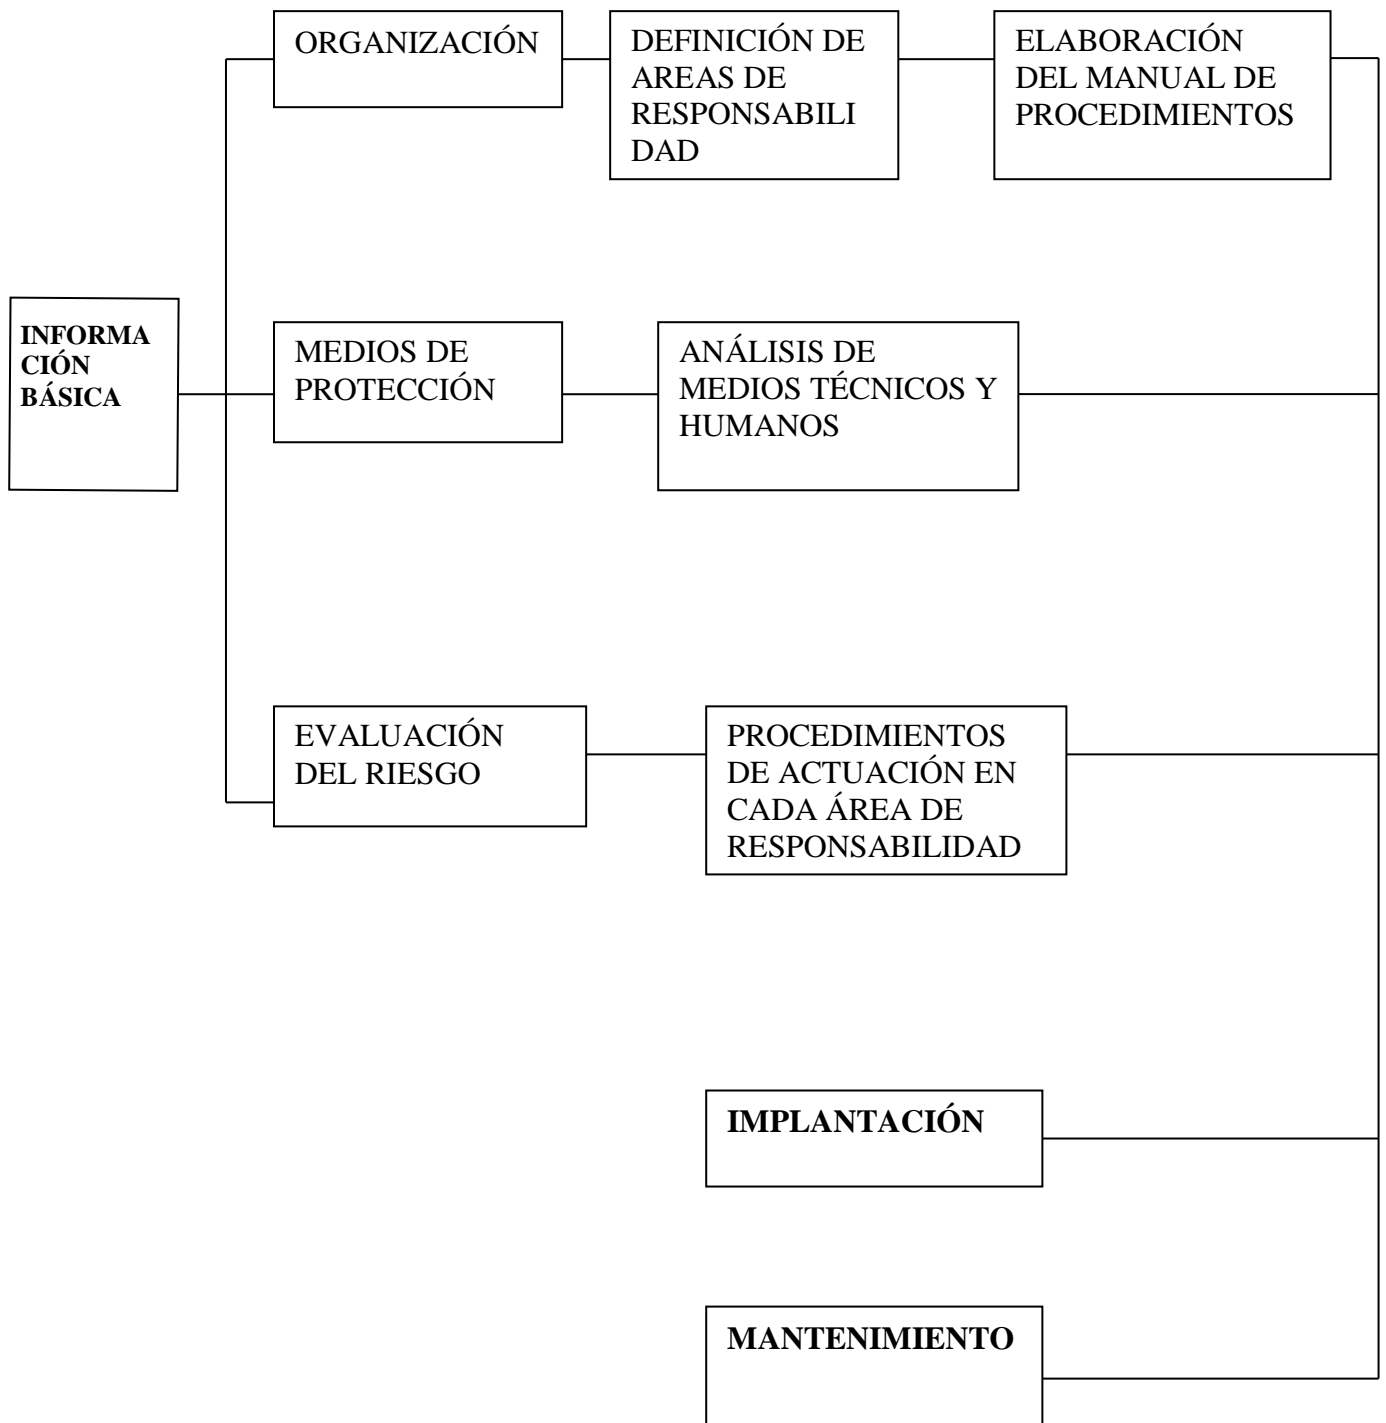 ORGANIZACIÓN
DEFINICIÓN DE
AREAS DE
RESPONSABILI
DAD
ELABORACIÓN
DEL MANUAL DE
PROCEDIMIENTOS
INFORMA
CIÓN
BÁSICA
MEDIOS DE
PROTECCIÓN
ANÁLISIS DE
MEDIOS TÉCNICOS Y
HUMANOS
EVALUACIÓN
DEL RIESGO
PROCEDIMIENTOS
DE ACTUACIÓN EN
CADA ÁREA DE
RESPONSABILIDAD
IMPLANTACIÓN
MANTENIMIENTO